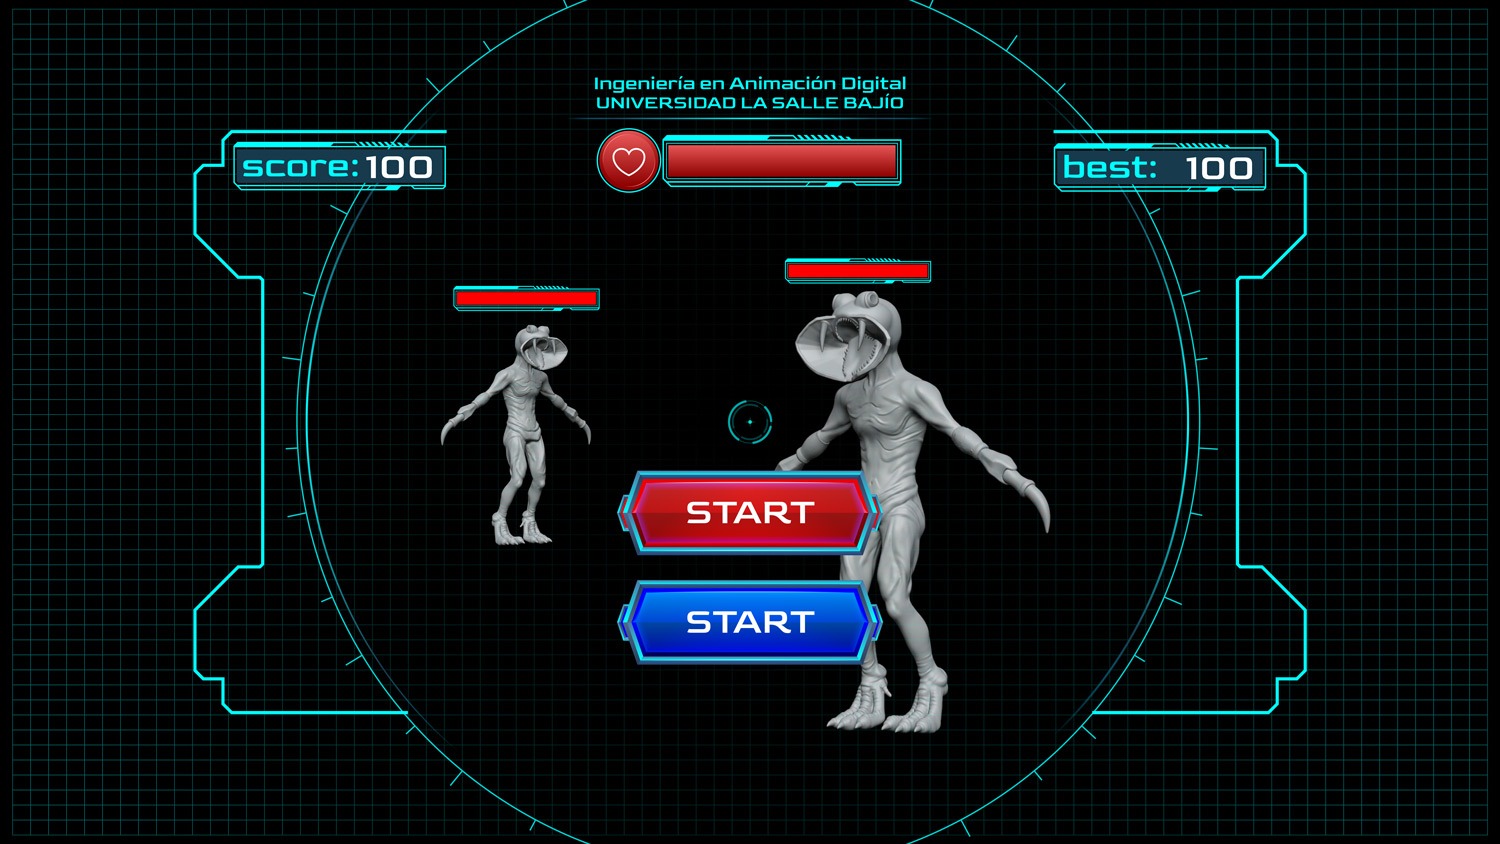 Ingeniería en Animación Digital
UNIVERSIDAD LA SALLE BAJÍO
score: 100
best: 100
START
START